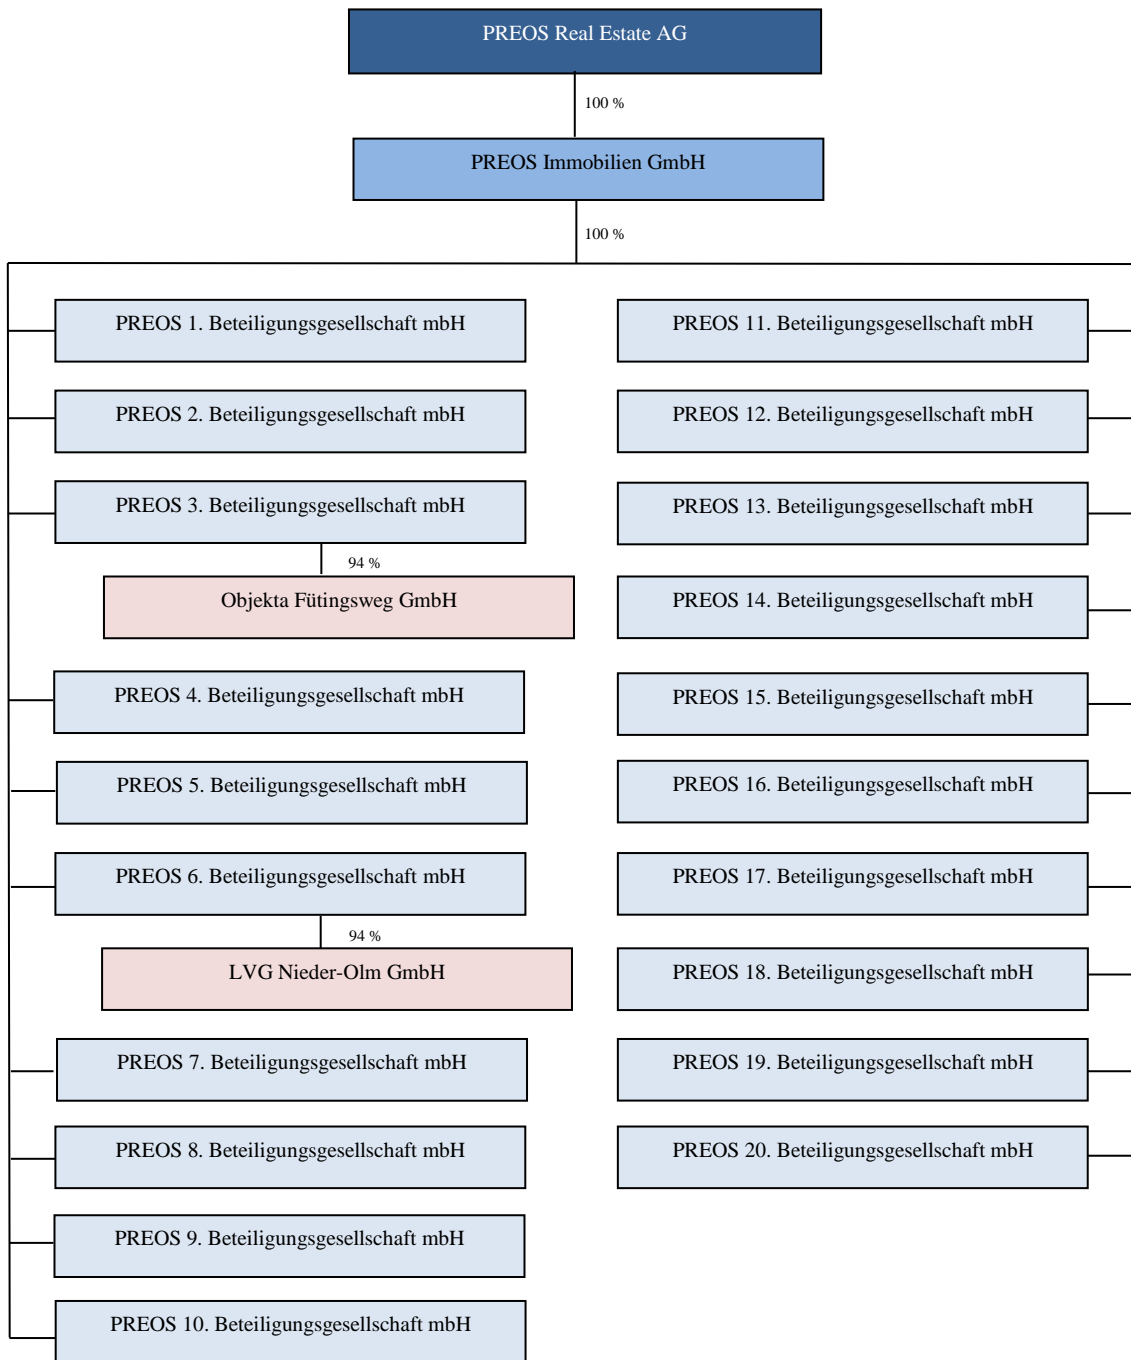 PREOS Real Estate AG
100 %
PREOS Immobilien GmbH
100 %
PREOS 1. Beteiligungsgesellschaft mbH
PREOS 2. Beteiligungsgesellschaft mbH
PREOS 3. Beteiligungsgesellschaft mbH
94 %
Objekta Fütingsweg GmbH
PREOS 4. Beteiligungsgesellschaft mbH
PREOS 5. Beteiligungsgesellschaft mbH
PREOS 6. Beteiligungsgesellschaft mbH
94 %
LVG Nieder-Olm GmbH
PREOS 7. Beteiligungsgesellschaft mbH
PREOS 8. Beteiligungsgesellschaft mbH
PREOS 9. Beteiligungsgesellschaft mbH
PREOS 10. Beteiligungsgesellschaft mbH
PREOS 11. Beteiligungsgesellschaft mbH
PREOS 12. Beteiligungsgesellschaft mbH
PREOS 13. Beteiligungsgesellschaft mbH
PREOS 14. Beteiligungsgesellschaft mbH
PREOS 15. Beteiligungsgesellschaft mbH
PREOS 16. Beteiligungsgesellschaft mbH
PREOS 17. Beteiligungsgesellschaft mbH
PREOS 18. Beteiligungsgesellschaft mbH
PREOS 19. Beteiligungsgesellschaft mbH
PREOS 20. Beteiligungsgesellschaft mbH